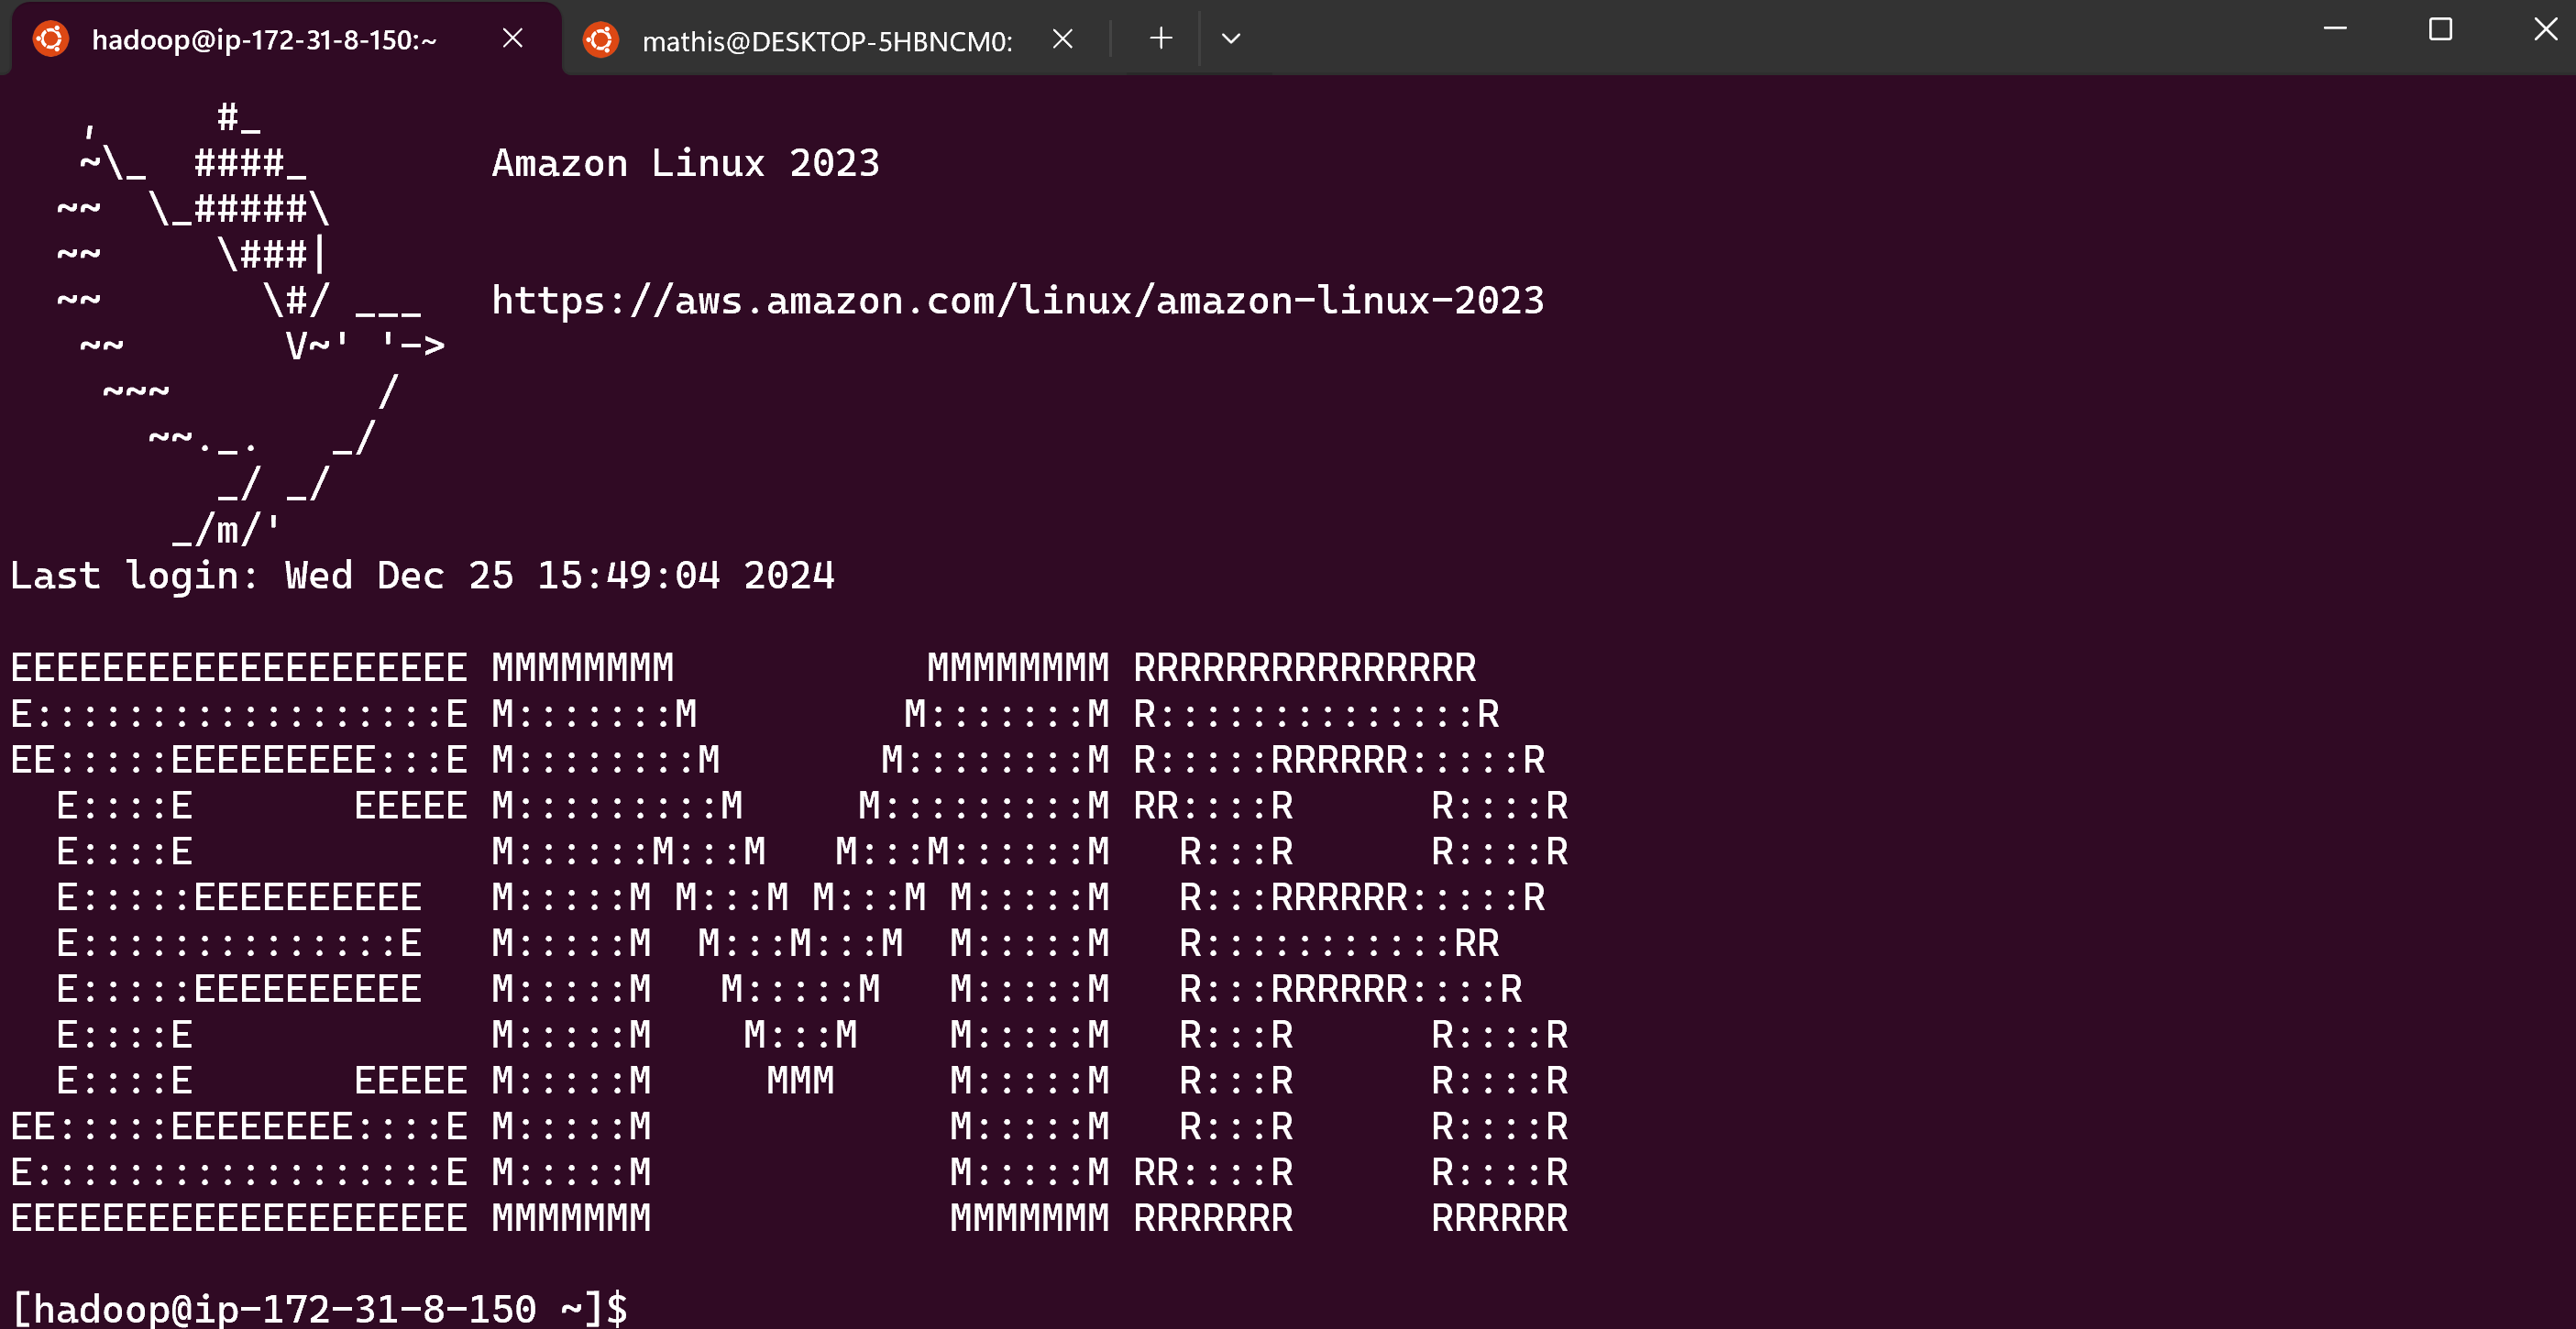 hadoop@ip-172-31-8-150:~ mathis@DESKTOP-5HBNCM0:
   ,     #_
   ~\_  ####_        Amazon Linux 2023
  ~~  \_#####\
  ~~     \###|
  ~~       \#/ ___   https://aws.amazon.com/linux/amazon-linux-2023
   ~~       V~' '->
    ~~~         /
      ~~._.   _/
         _/ _/
       _/m/'
Last login: Wed Dec 25 15:49:04 2024

EEEEEEEEEEEEEEEEEEEE MMMMMMMM           MMMMMMMM RRRRRRRRRRRRRRR
E::::::::::::::::::E M:::::::M         M:::::::M R::::::::::::::R
EE:::::EEEEEEEEE:::E M::::::::M       M::::::::M R:::::RRRRRR:::::R
  E::::E       EEEEE M:::::::::M     M:::::::::M RR::::R      R::::R
  E::::E             M::::::M:::M   M:::M::::::M   R:::R      R::::R
  E:::::EEEEEEEEEE   M:::::M M:::M M:::M M:::::M   R:::RRRRRR:::::R
  E::::::::::::::E   M:::::M  M:::M:::M  M:::::M   R:::::::::::RR
  E:::::EEEEEEEEEE   M:::::M   M:::::M   M:::::M   R:::RRRRRR::::R
  E::::E             M:::::M    M:::M    M:::::M   R:::R      R::::R
  E::::E       EEEEE M:::::M     MMM     M:::::M   R:::R      R::::R
EE:::::EEEEEEEE::::E M:::::M             M:::::M   R:::R      R::::R
E::::::::::::::::::E M:::::M             M:::::M RR::::R      R::::R
EEEEEEEEEEEEEEEEEEEE MMMMMMM             MMMMMMM RRRRRRR      RRRRRR

[hadoop@ip-172-31-8-150 ~]$